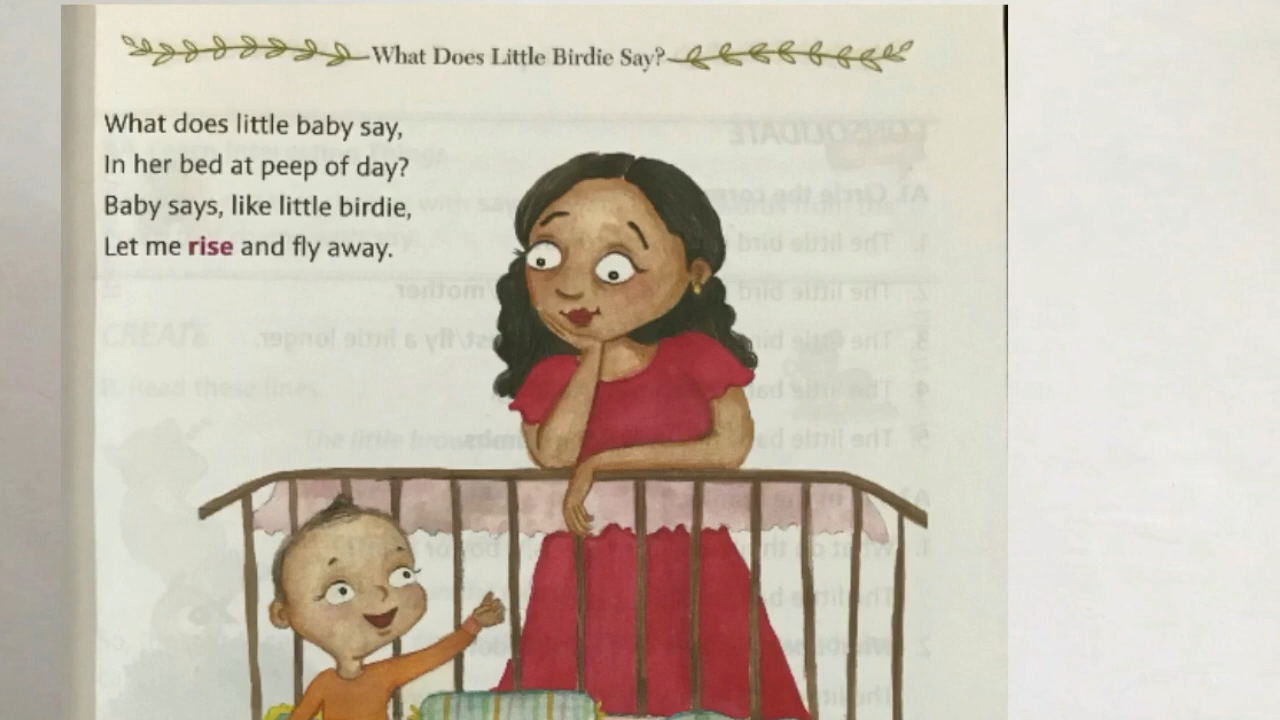 What Does Little Birdie Say?
What does little baby say,
In her bed at peep of day?
Baby says, like little birdie,
Let me rise and fly away.